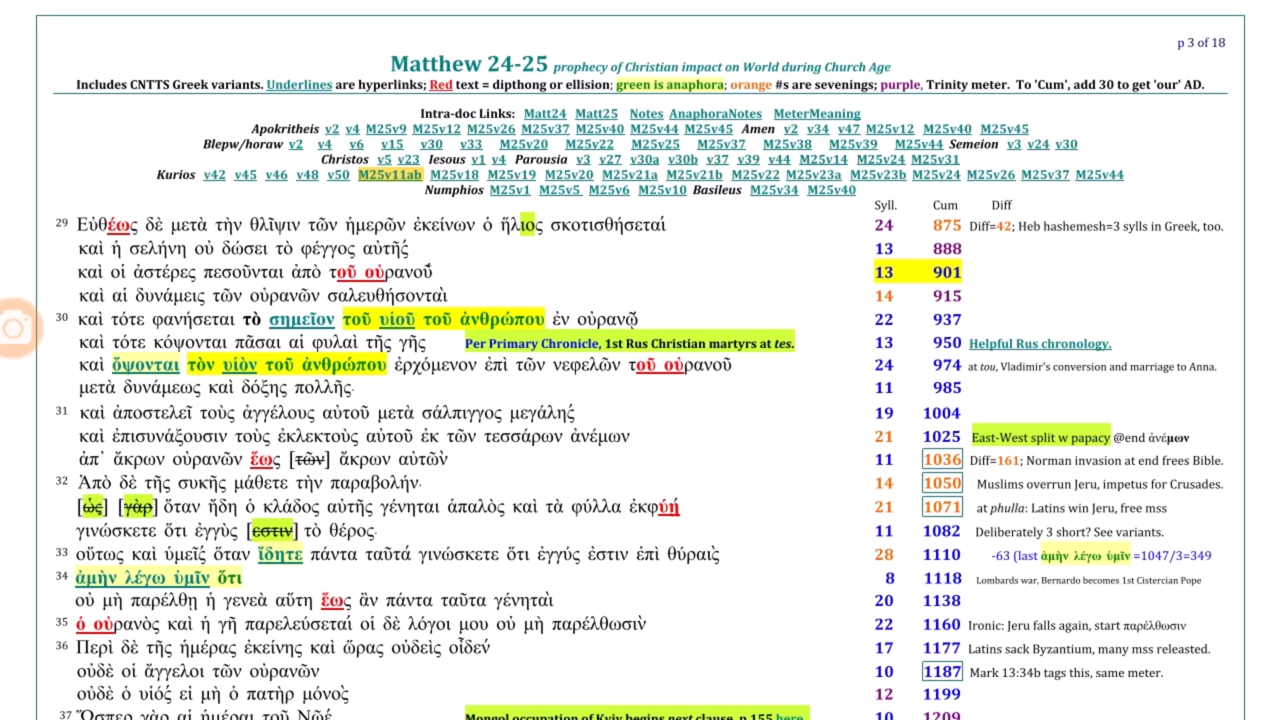 p 3 of 18
Matthew 24-25 prophecy of Christian impact on World during Church Age
Includes CNTTS Greek variants. Underlines are hyperlinks; Red text = dipthong or ellision; green is anaphora; orange #s are sevenings; purple, Trinity meter. To 'Cum', add 30 to get 'our' AD.
Intra-doc Links: Matt24 Matt25 Notes AnaphoraNotes MeterMeaning
Apokritheis v2 v4 M25v9 M25v12 M25v26 M25v37 M25v40 M25v44 M25v45 Amen v2 v34 v47 M25v12 M25v40 M25v45
Blepw/horaw v2 v4 v6 v15 v30 v33 M25v20 M25v22 M25v25 M25v37 M25v38 M25v39 M25v44 Semeion v3 v24 v30
Christos v5 v23 Iesous v1 v4 Parousia v3 v27 v30a v30b v37 v39 v44 M25v14 M25v24 M25v31
Kurios v42 v45 v46 v48 v50 M25v11ab M25v18 M25v19 M25v20 M25v21a M25v21b M25v22 M25v23a M25v23b M25v24 M25v26 M25v37 M25v44
Numphios M25v1 M25v5 M25v6 M25v10 Basileus M25v34 M25v40
Syll. Cum Diff
29 Εὐθέως δὲ μετὰ τὴν θλῖψιν τῶν ἡμερῶν ἐκείνων ὁ ἥλιος σκοτισθήσεταί 24 875 Diff=42; Heb hashemesh=3 sylls in Greek, too.
καὶ ἡ σελήνη οὐ δώσει τὸ φέγγος αὐτῆς 13 888
καὶ οἱ ἀστέρες πεσοῦνται ἀπὸ τοῦ οὐρανοῦ 13 901
καὶ αἱ δυνάμεις τῶν οὐρανῶν σαλευθήσονταὶ 14 915
30 καὶ τότε φανήσεται τὸ σημεῖον τοῦ υἱοῦ τοῦ ἀνθρώπου ἐν οὐρανῷ 22 937
καὶ τότε κόψονται πᾶσαι αἱ φυλαὶ τῆς γῆς Per Primary Chronicle, 1st Rus Christian martyrs at tes. 13 950 Helpful Rus chronology.
καὶ ὄψονται τὸν υἱὸν τοῦ ἀνθρώπου ἐρχόμενον ἐπὶ τῶν νεφελῶν τοῦ οὐρανοῦ 24 974 at tou, Vladimir's conversion and marriage to Anna.
μετὰ δυνάμεως καὶ δόξης πολλῆς· 11 985
31 καὶ ἀποστελεῖ τοὺς ἀγγέλους αὐτοῦ μετὰ σάλπιγγος μεγάλης 19 1004
καὶ ἐπισυνάξουσιν τοὺς ἐκλεκτοὺς αὐτοῦ ἐκ τῶν τεσσάρων ἀνέμων 21 1025 East-West split w papacy @end ἀνέμων
ἀπ᾽ ἄκρων οὐρανῶν ἕως [τῶν] ἄκρων αὐτῶν 11 1036 Diff=161; Norman invasion at end frees Bible.
32 Ἀπὸ δὲ τῆς συκῆς μάθετε τὴν παραβολήν· 14 1050 Muslims overrun Jeru, impetus for Crusades.
[ὡς] [γὰρ] ὅταν ἤδη ὁ κλάδος αὐτῆς γένηται ἁπαλὸς καὶ τὰ φύλλα ἐκφύῃ 21 1071 at phulla: Latins win Jeru, free mss
γινώσκετε ὅτι ἐγγὺς [εστιν] τὸ θέρος. 11 1082 Deliberately 3 short? See variants.
33 οὕτως καὶ ὑμεῖς ὅταν ἴδητε πάντα ταῦτά γινώσκετε ὅτι ἐγγύς ἐστιν ἐπὶ θύραις 28 1110 -63 (last ἀμὴν λέγω ὑμῖν =1047/3=349
34 ἀμὴν λέγω ὑμῖν ὅτι 8 1118 Lombards war, Bernardo becomes 1st Cistercian Pope
οὐ μὴ παρέλθῃ ἡ γενεὰ αὕτη ἕως ἂν πάντα ταῦτα γένηταὶ 20 1138
35 ὁ οὐρανὸς καὶ ἡ γῆ παρελεύσεταί οἱ δὲ λόγοι μου οὐ μὴ παρέλθωσιν 22 1160 Ironic: Jeru falls again, start παρέλθωσιν
36 Περὶ δὲ τῆς ἡμέρας ἐκείνης καὶ ὥρας οὐδεὶς οἶδεν 17 1177 Latins sack Byzantium, many mss released.
οὐδὲ οἱ ἄγγελοι τῶν οὐρανῶν 10 1187 Mark 13:34b tags this, same meter.
οὐδὲ ὁ υἱός εἰ μὴ ὁ πατὴρ μόνος 12 1199
37 Ὥσπερ γὰρ αἱ ἡμέραι τοῦ Νῶέ Mongol occupation of Kyiv begins next clause, p 155 here 10 1209